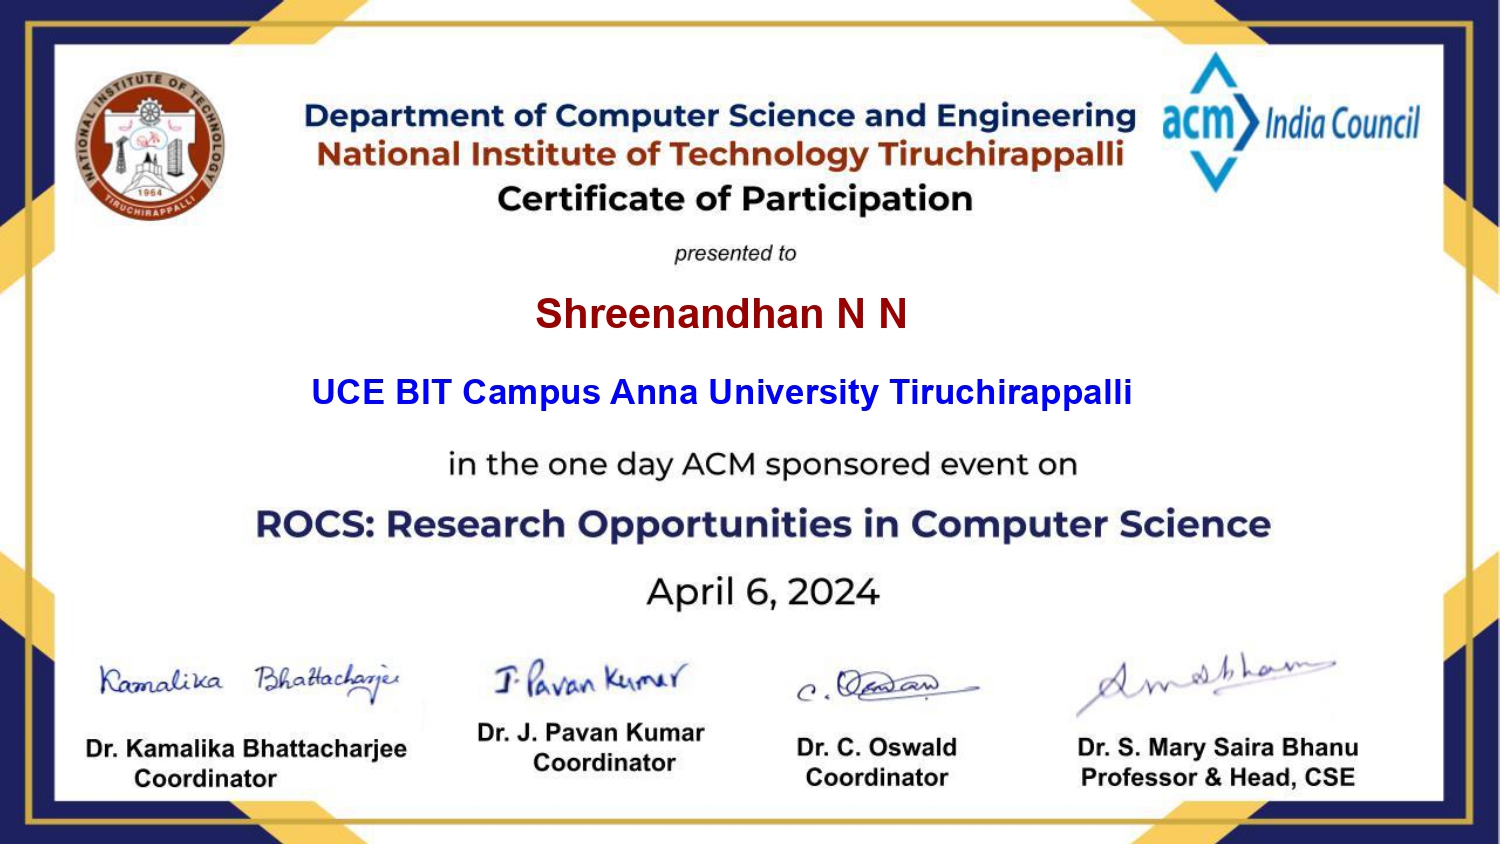 NATIONAL INSTITUTE OF TECHNOLOGY
1964
TIRUCHIRAPPALLI
acm India Council
Department of Computer Science and Engineering
National Institute of Technology Tiruchirappalli
Certificate of Participation
presented to
Shreenandhan N N
UCE BIT Campus Anna University Tiruchirappalli
in the one day ACM sponsored event on
ROCS: Research Opportunities in Computer Science
April 6, 2024
Kamalika Bhattacharjee
J. Pavan Kumar
C. Oswald
Dr. Kamalika Bhattacharjee
Coordinator
Dr. J. Pavan Kumar
Coordinator
Dr. C. Oswald
Coordinator
Dr. S. Mary Saira Bhanu
Professor & Head, CSE